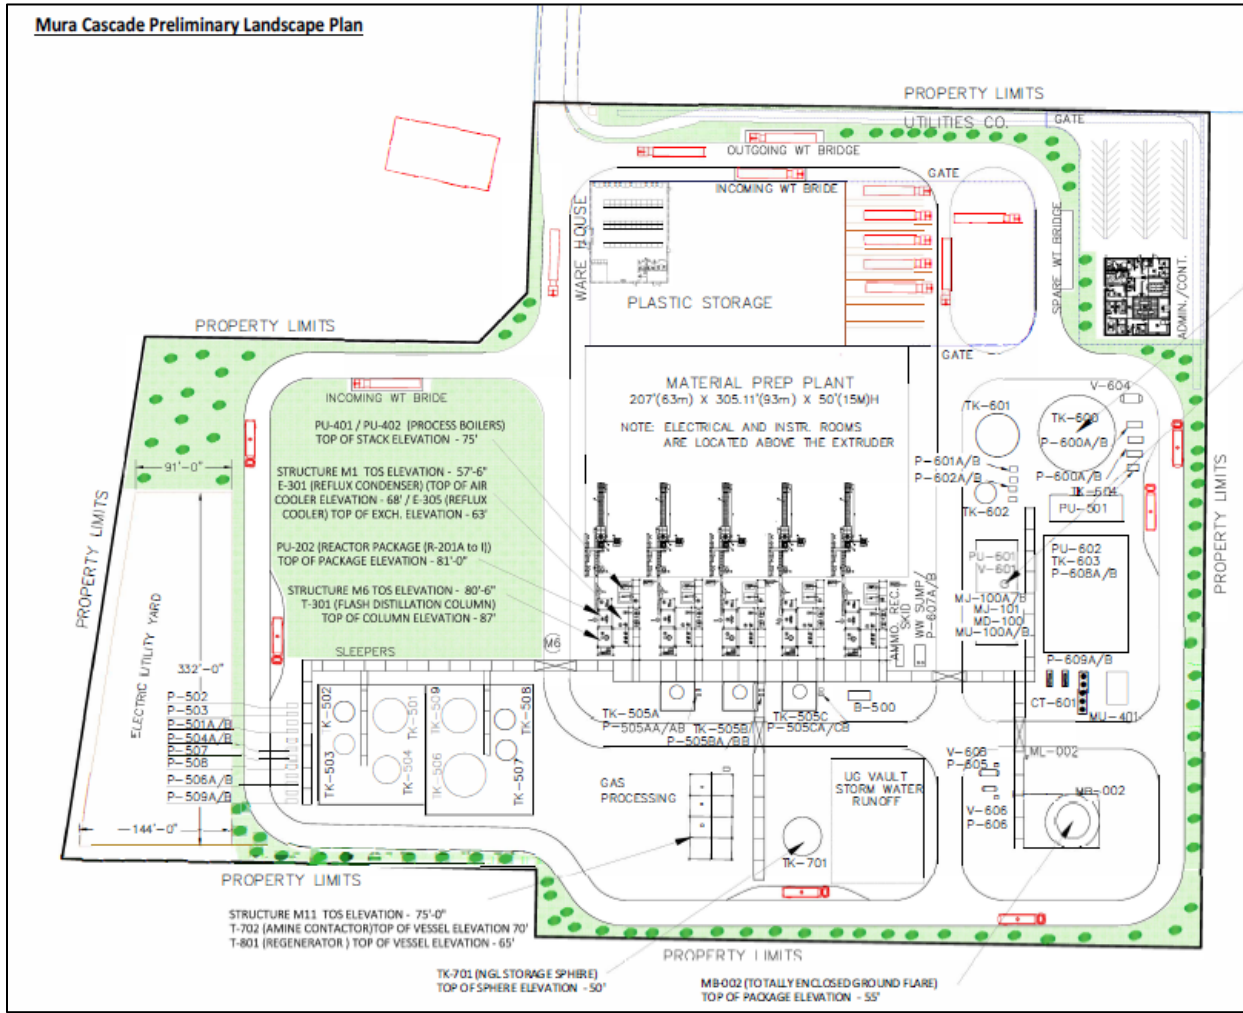 Mura Cascade Preliminary Landscape Plan
PROPERTY LIMITS
UTILITIES CO.
GATE
OUTGOING WT BRIDGE
GATE
INCOMING WT BRIDE
WARE HOUSE
SPARE WT BRIDGE
ADMIN./CONT.
PLASTIC STORAGE
PROPERTY LIMITS
GATE
INCOMING WT BRIDE
MATERIAL PREP PLANT
207'(63m) X 305.11'(93m) X 50'(15M)H
NOTE: ELECTRICAL AND INSTR. ROOMS
ARE LOCATED ABOVE THE EXTRUDER
V-604
TK-601
TK-600
P-600A/B
P-601A/B
P-602A/B
P-600A/B
TK-604
TK-602
PU-501
PU-401 / PU-402 (PROCESS BOILERS)
TOP OF STACK ELEVATION - 75'
STRUCTURE M1 TOS ELEVATION - 57'-6"
E-301 (REFLUX CONDENSER) (TOP OF AIR
COOLER ELEVATION - 68' / E-305 (REFLUX
COOLER) TOP OF EXCH. ELEVATION - 63'
PU-202 (REACTOR PACKAGE (R-201A to I))
TOP OF PACKAGE ELEVATION - 81'-0"
STRUCTURE M6 TOS ELEVATION - 80'-6"
T-301 (FLASH DISTILLATION COLUMN)
TOP OF COLUMN ELEVATION - 87'
91'-0"
PROPERTY LIMITS
PROPERTY LIMITS
ELECTRIC UTILITY YARD
332'-0"
SLEEPERS
M6
AMMO. REC.
SKID
WW SUMP/
P-607A/B
PU-601
V-601
PU-602
TK-603
P-608A/B
MJ-100A/B
MJ-101
MD-100
MU-100A/B
P-609A/B
CT-601
MU-401
P-502
P-503
P-501A/B
P-504A/B
P-507
P-508
P-506A/B
P-509A/B
TK-502
TK-501
TK-509
TK-508
TK-503
TK-504
TK-506
TK-507
TK-505A
P-505AA/AB
TK-505B
P-505BA/BB
TK-505C
P-505CA/CB
B-500
ML-002
GAS
PROCESSING
UG VAULT
STORM WATER
RUNOFF
P-605
V-606
P-606
MB-002
TK-701
144'-0"
PROPERTY LIMITS
STRUCTURE M11 TOS ELEVATION - 75'-0"
T-702 (AMINE CONTACTOR)TOP OF VESSEL ELEVATION 70'
T-801 (REGENERATOR ) TOP OF VESSEL ELEVATION - 65'
PROPERTY LIMITS
TK-701 (NGL STORAGE SPHERE)
TOP OF SPHERE ELEVATION - 50'
MB-002 (TOTALLY ENCLOSED GROUND FLARE)
TOP OF PACKAGE ELEVATION - 55'